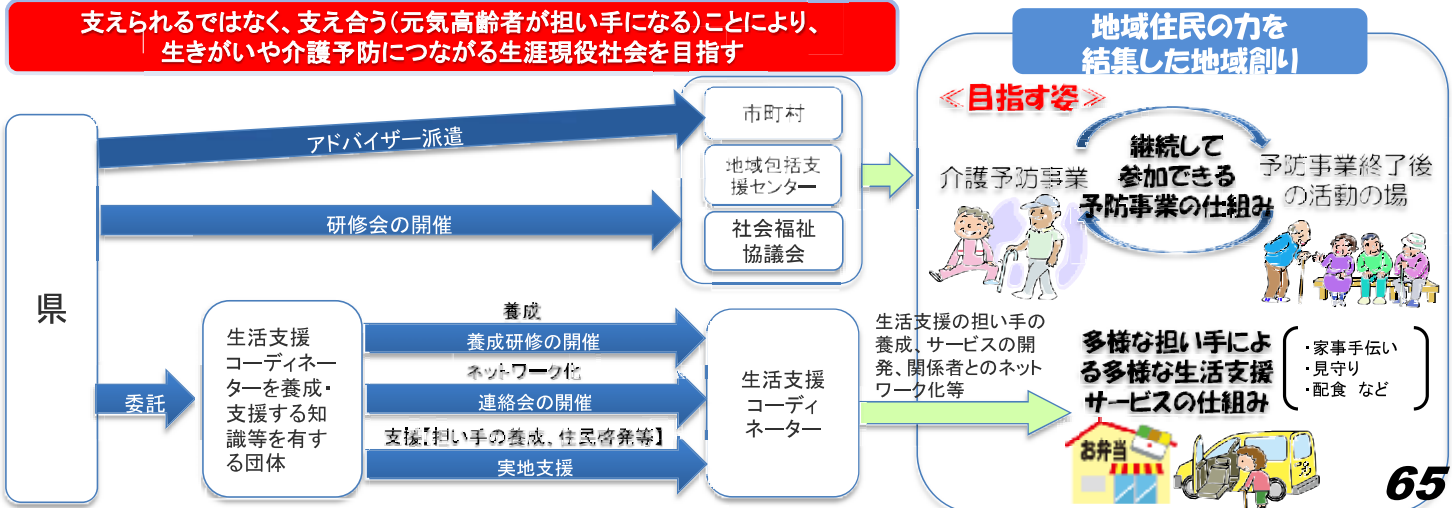 支えられるではなく、支え合う(元気高齢者が担い手になる)ことにより、
生きがいや介護予防につながる生涯現役社会を目指す
地域住民の力を
結集した地域創り
≪目指す姿≫
県
アドバイザー派遣
研修会の開催
市町村
地域包括支
援センター
社会福祉
協議会
介護予防事業
継続して
参加できる
予防事業の仕組み
予防事業終了後
の活動の場
委託
生活支援
コーディネー
ターを養成・
支援する知
識等を有す
る団体
養成
養成研修の開催
ネットワーク化
連絡会の開催
支援【担い手の養成、住民啓発等】
実地支援
生活支援
コーディ
ネーター
生活支援の担い手の
養成、サービスの開
発、関係者とのネット
ワーク化等
多様な担い手によ
る多様な生活支援
サービスの仕組み
・家事手伝い
・見守り
・配食 など
お弁当
65